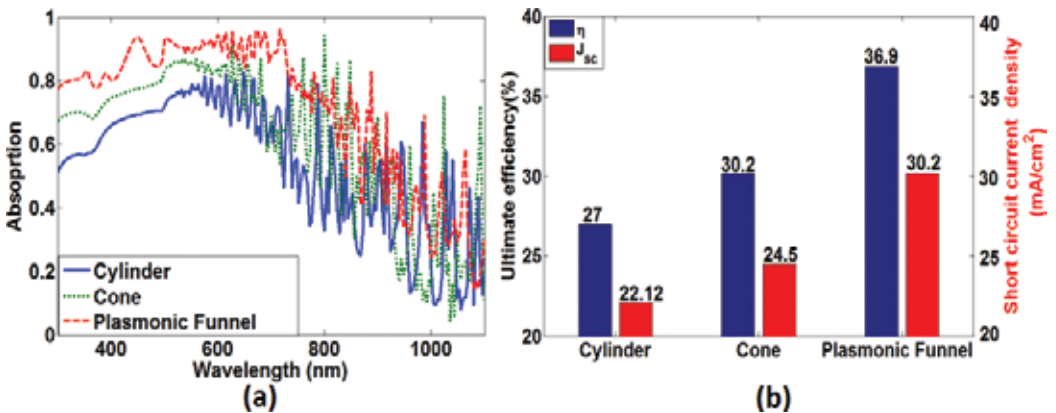 1
0.8
0.6
0.4
0.2
0
Absoprtion
Cylinder
Cone
Plasmonic Funnel
400
600
800
1000
Wavelength (nm)
(a)
40
35
30
25
20
Ultimate efficiency(%)
η
Jsc
27
22.12
30.2
24.5
36.9
30.2
Cylinder
Cone
Plasmonic Funnel
40
35
30
25
20
Short circuit current density
(mA/cm²)
(b)